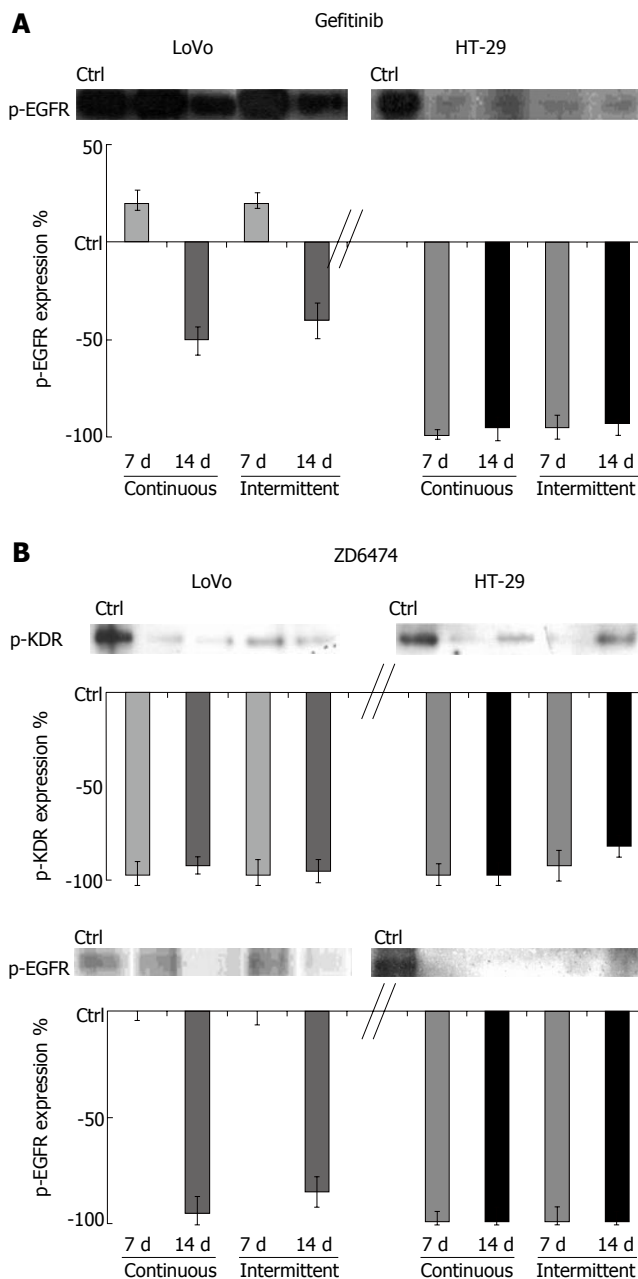 A
Gefitinib
LoVo HT-29
Ctrl Ctrl
p-EGFR
50
Ctrl
-50
-100
p-EGFR expression %
7 d 14 d 7 d 14 d 7 d 14 d 7 d 14 d
Continuous Intermittent Continuous Intermittent
B
ZD6474
LoVo HT-29
Ctrl Ctrl
p-KDR
Ctrl
-50
-100
p-KDR expression %
Ctrl Ctrl
p-EGFR
Ctrl
-50
-100
p-EGFR expression %
7 d 14 d 7 d 14 d 7 d 14 d 7 d 14 d
Continuous Intermittent Continuous Intermittent